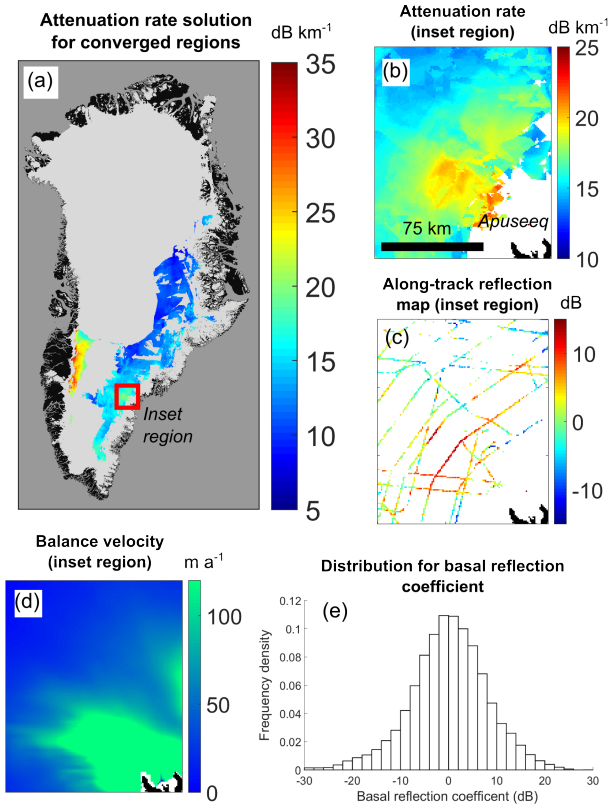 Attenuation rate solution
for converged regions
dB km⁻¹
(a)
35
30
25
20
15
10
5
Inset
region
Attenuation rate
(inset region)
dB km⁻¹
(b)
25
20
15
10
75 km
Apuseeq
Along-track reflection
map (inset region)
dB
(c)
10
0
-10
Balance velocity
(inset region)
m a⁻¹
(d)
100
50
0
Distribution for basal reflection
coefficient
(e)
Frequency density
0.12
0.1
0.08
0.06
0.04
0.02
0
-30
-20
-10
0
10
20
30
Basal reflection coefficent (dB)